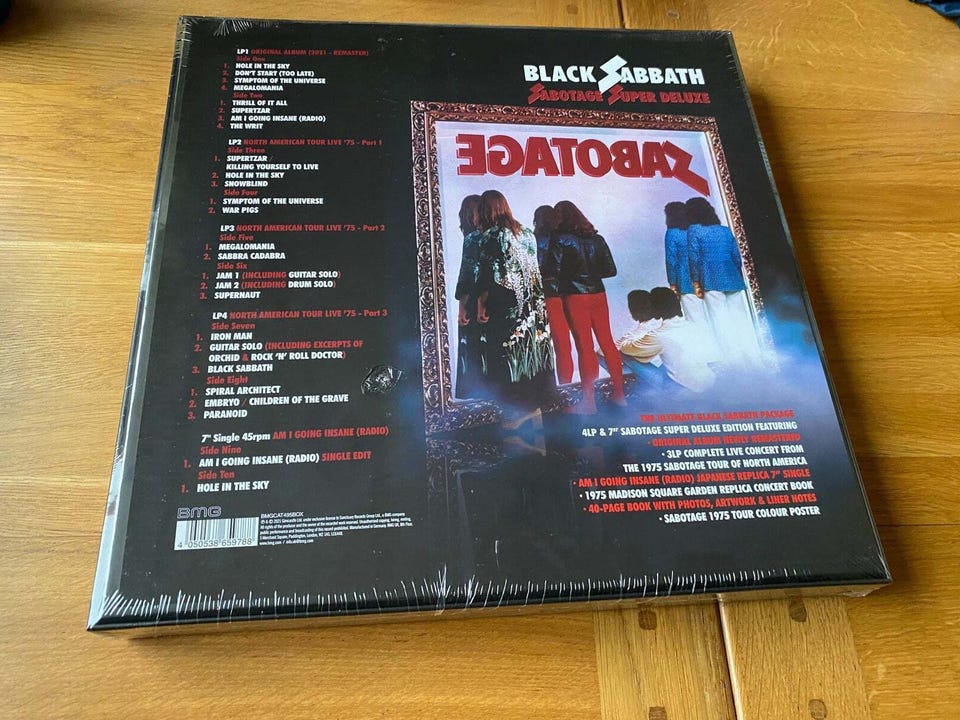 LP1 ORIGINAL ALBUM (2021 - REMASTER)
Side One
1. HOLE IN THE SKY
2. DON'T START (TOO LATE)
3. SYMPTOM OF THE UNIVERSE
4. MEGALOMANIA
Side Two
1. THRILL OF IT ALL
2. SUPERTZAR
3. AM I GOING INSANE (RADIO)
4. THE WRIT
LP2 NORTH AMERICAN TOUR LIVE '75 - Part 1
Side Three
1. SUPERTZAR /
KILLING YOURSELF TO LIVE
2. HOLE IN THE SKY
3. SNOWBLIND
Side Four
1. SYMPTOM OF THE UNIVERSE
2. WAR PIGS
LP3 NORTH AMERICAN TOUR LIVE '75 - Part 2
Side Five
1. MEGALOMANIA
2. SABBRA CADABRA
Side Six
1. JAM 1 (INCLUDING GUITAR SOLO)
2. JAM 2 (INCLUDING DRUM SOLO)
3. SUPERNAUT
LP4 NORTH AMERICAN TOUR LIVE '75 - Part 3
Side Seven
1. IRON MAN
2. GUITAR SOLO (INCLUDING EXCERPTS OF
ORCHID & ROCK 'N' ROLL DOCTOR)
3. BLACK SABBATH
Side Eight
1. SPIRAL ARCHITECT
2. EMBRYO / CHILDREN OF THE GRAVE
3. PARANOID
7" Single 45rpm AM I GOING INSANE (RADIO)
Side Nine
1. AM I GOING INSANE (RADIO) SINGLE EDIT
Side Ten
1. HOLE IN THE SKY
BMG
BMGCAT495BOX
4 050538 659788
BLACK SABBATH
SABOTAGE SUPER DELUXE
SABOTAGE
THE ULTIMATE BLACK SABBATH PACKAGE
4LP & 7" SABOTAGE SUPER DELUXE EDITION FEATURING
· ORIGINAL ALBUM NEWLY REMASTERED
· 3LP COMPLETE LIVE CONCERT FROM
THE 1975 SABOTAGE TOUR OF NORTH AMERICA
· AM I GOING INSANE (RADIO) JAPANESE REPLICA 7" SINGLE
· 1975 MADISON SQUARE GARDEN REPLICA CONCERT BOOK
· 40-PAGE BOOK WITH PHOTOS, ARTWORK & LINER NOTES
· SABOTAGE 1975 TOUR COLOUR POSTER